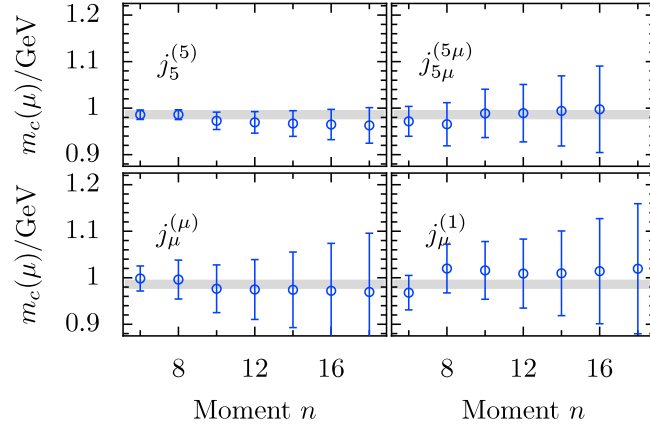 1.2
1.1
1
0.9
m_c(μ)/GeV
j_5^{(5)}
j_{5μ}^{(5μ)}
1.2
1.1
1
0.9
m_c(μ)/GeV
j_μ^{(μ)}
j_μ^{(1)}
8 12 16 8 12 16
Moment n Moment n